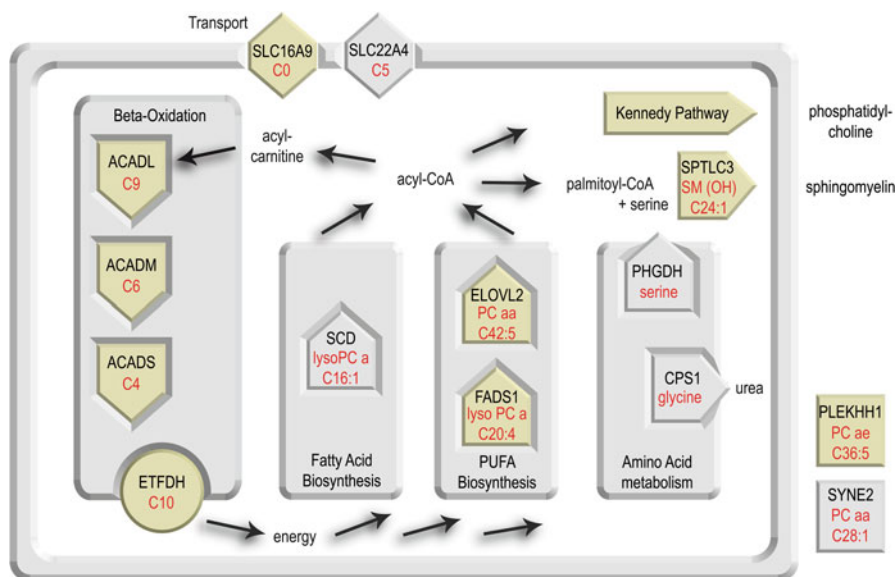 Transport
SLC16A9
C0
SLC22A4
C5
Beta-Oxidation
ACADL
C9
ACADM
C6
ACADS
C4
ETFDH
C10
acyl-
carnitine
acyl-CoA
Kennedy Pathway
phosphatidyl-
choline
palmitoyl-CoA
+ serine
SPTLC3
SM (OH)
C24:1
sphingomyelin
SCD
lysoPC a
C16:1
Fatty Acid
Biosynthesis
ELOVL2
PC aa
C42:5
FADS1
lyso PC a
C20:4
PUFA
Biosynthesis
PHGDH
serine
CPS1
glycine
urea
Amino Acid
metabolism
energy
PLEKHH1
PC ae
C36:5
SYNE2
PC aa
C28:1